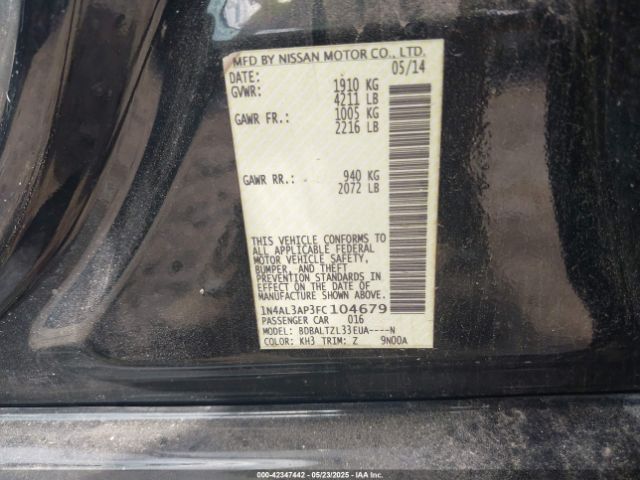 MFD BY NISSAN MOTOR CO., LTD.
DATE: 05/14
GVWR: 1910 KG
4211 LB
GAWR FR.: 1005 KG
2216 LB
GAWR RR.: 940 KG
2072 LB
THIS VEHICLE CONFORMS TO
ALL APPLICABLE FEDERAL
MOTOR VEHICLE SAFETY,
BUMPER, AND THEFT
PREVENTION STANDARDS IN
EFFECT ON THE DATE OF
MANUFACTURE SHOWN ABOVE.
1N4AL3AP3FC104679
PASSENGER CAR 016
MODEL: BDBALTZL33EUA----N
COLOR: KH3 TRIM: Z 9N00A
000-42347442 - 05/23/2025 - IAAI.COM